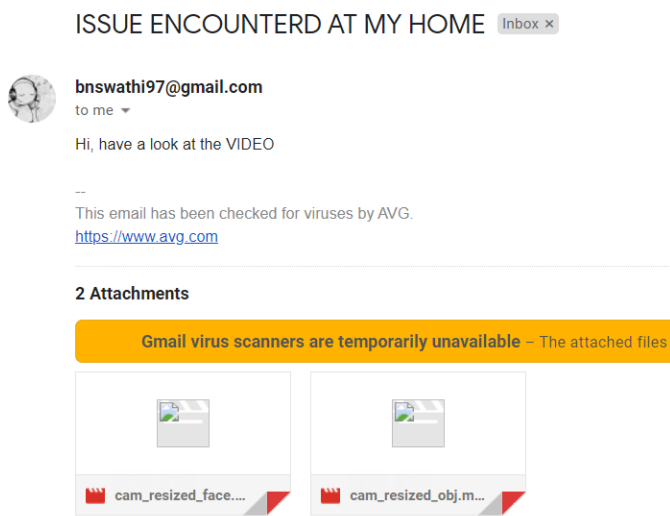 ISSUE ENCOUNTERD AT MY HOME Inbox ×
bnswathi97@gmail.com
to me
Hi, have a look at the VIDEO
--
This email has been checked for viruses by AVG.
https://www.avg.com
2 Attachments
Gmail virus scanners are temporarily unavailable – The attached files
cam_resized_face.... cam_resized_obj.m...